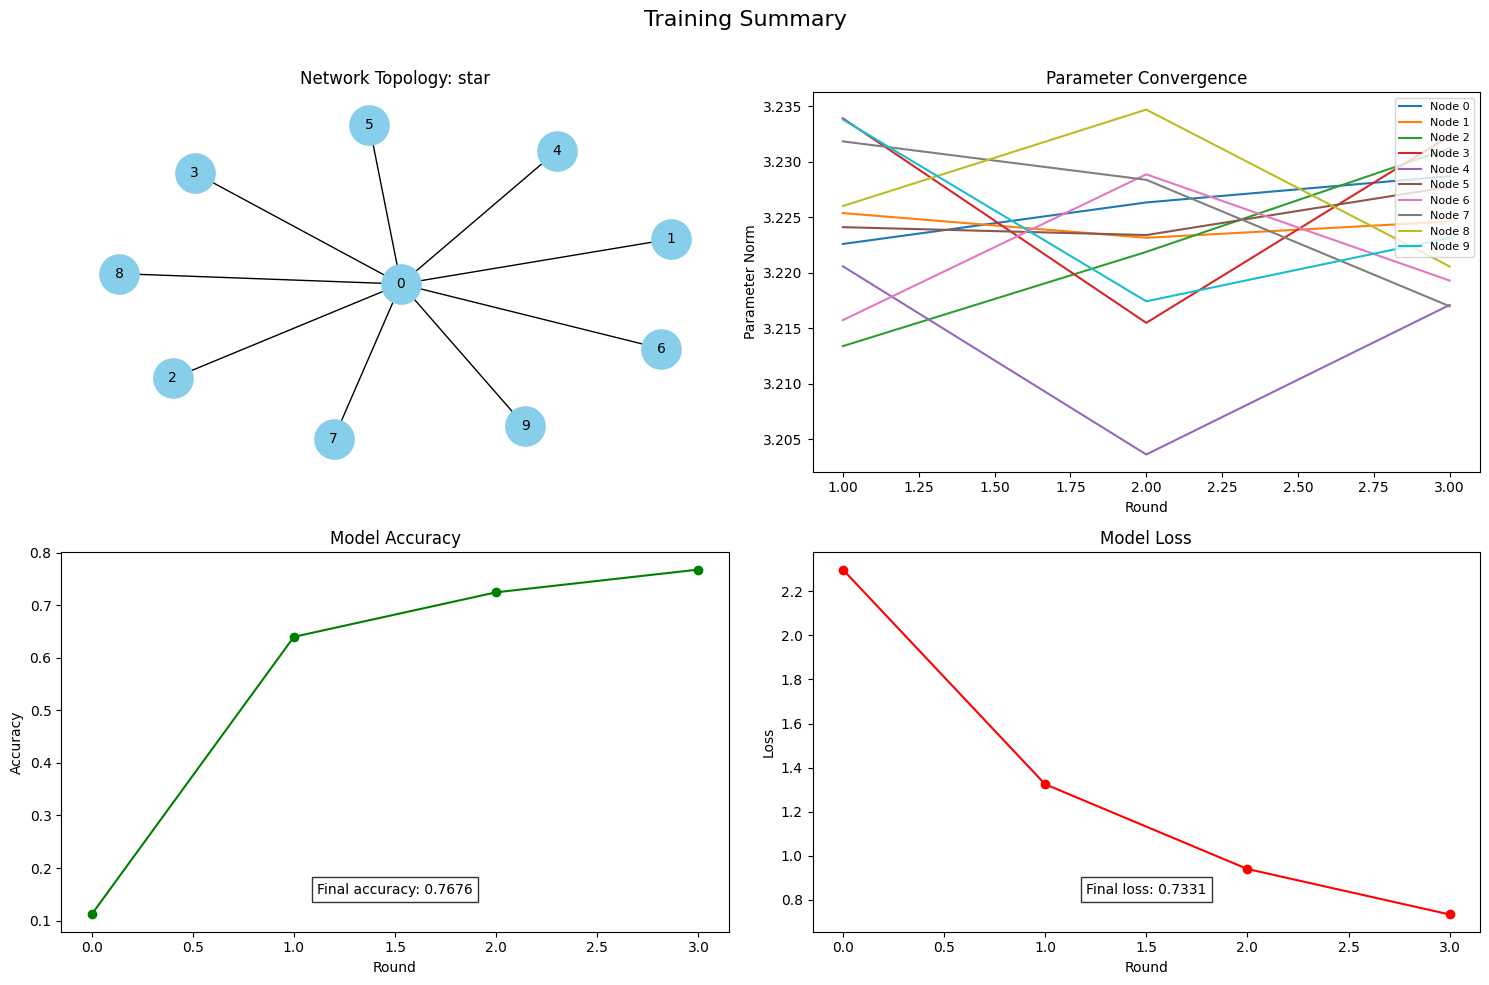 Training Summary
Network Topology: star
5
4
3
1
8
0
6
2
9
7
Parameter Convergence
Parameter Norm
3.235
3.230
3.225
3.220
3.215
3.210
3.205
Node 0
Node 1
Node 2
Node 3
Node 4
Node 5
Node 6
Node 7
Node 8
Node 9
1.00 1.25 1.50 1.75 2.00 2.25 2.50 2.75 3.00
Round
Model Accuracy
Accuracy
0.8
0.7
0.6
0.5
0.4
0.3
0.2
0.1
Final accuracy: 0.7676
0.0 0.5 1.0 1.5 2.0 2.5 3.0
Round
Model Loss
Loss
2.2
2.0
1.8
1.6
1.4
1.2
1.0
0.8
Final loss: 0.7331
0.0 0.5 1.0 1.5 2.0 2.5 3.0
Round